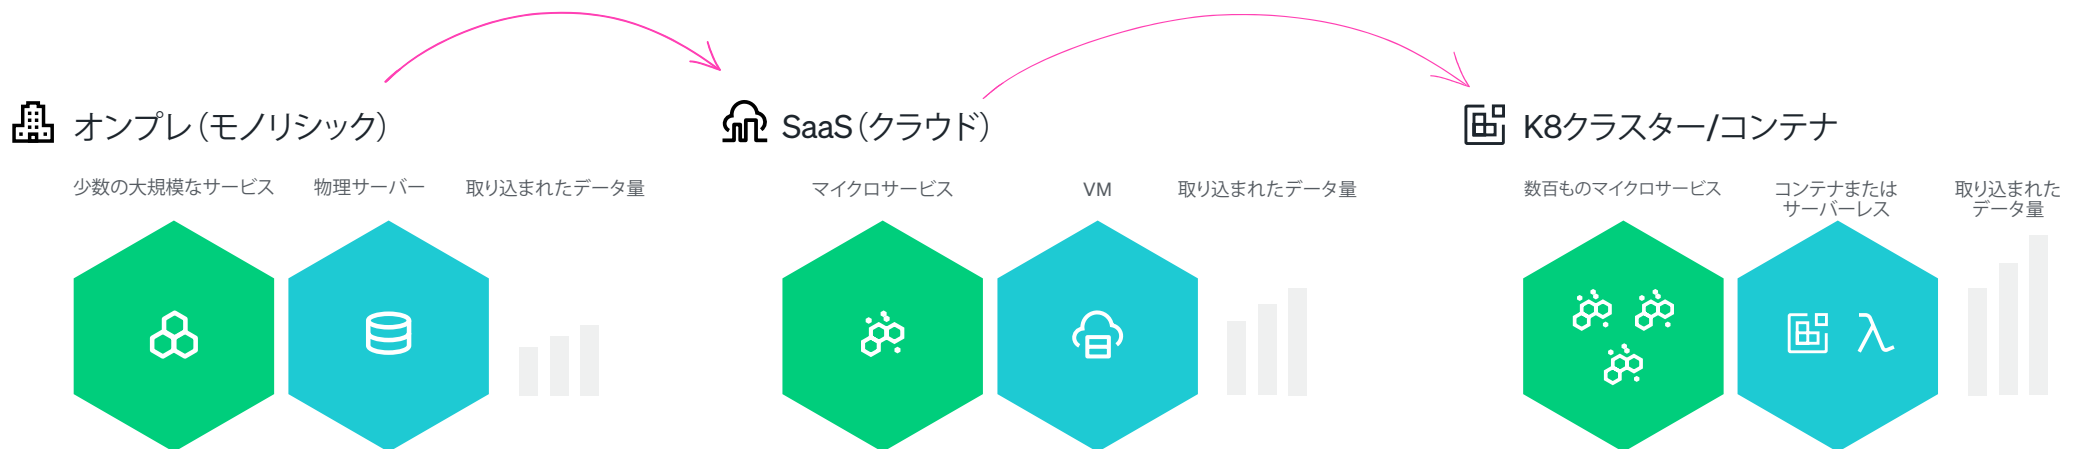 オンプレ（モノリシック）
少数の大規模なサービス
物理サーバー
取り込まれたデータ量
SaaS（クラウド）
マイクロサービス
VM
取り込まれたデータ量
K8クラスター/コンテナ
数百ものマイクロサービス
コンテナまたは
サーバーレス
取り込まれた
データ量